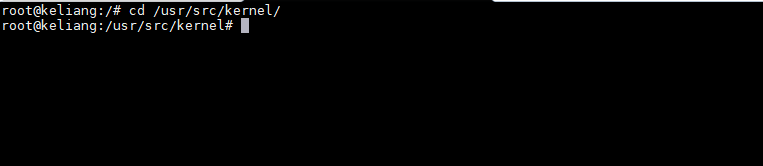 root@keliang:/# cd /usr/src/kernel/
root@keliang:/usr/src/kernel#